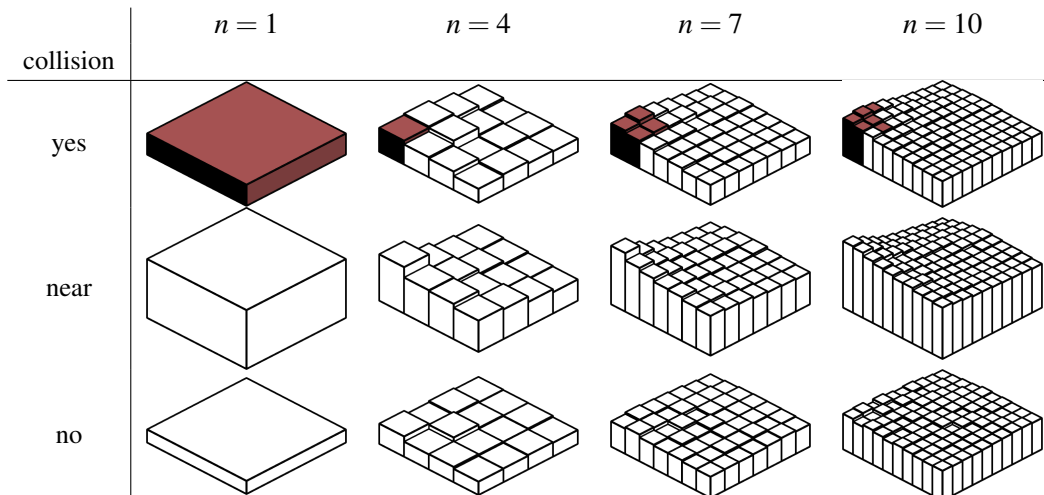 n = 1 n = 4 n = 7 n = 10
collision
yes
near
no